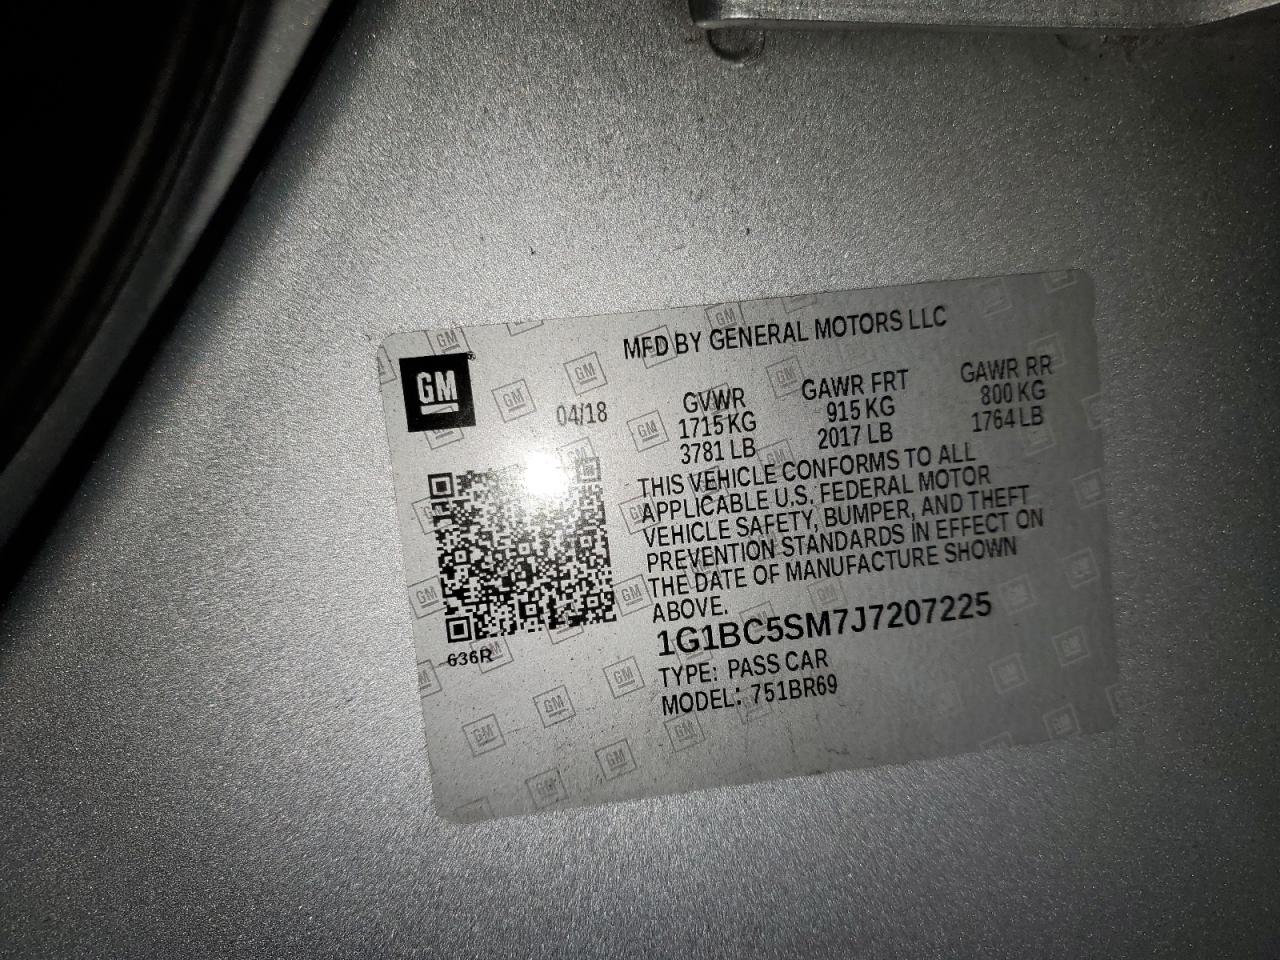 MFD BY GENERAL MOTORS LLC
GM
04/18
GVWR GAWR FRT GAWR RR
1715 KG 915 KG 800 KG
3781 LB 2017 LB 1764 LB
THIS VEHICLE CONFORMS TO ALL
APPLICABLE U.S. FEDERAL MOTOR
VEHICLE SAFETY, BUMPER, AND THEFT
PREVENTION STANDARDS IN EFFECT ON
THE DATE OF MANUFACTURE SHOWN
ABOVE.
1G1BC5SM7J7207225
636R
TYPE: PASS CAR
MODEL: 751BR69